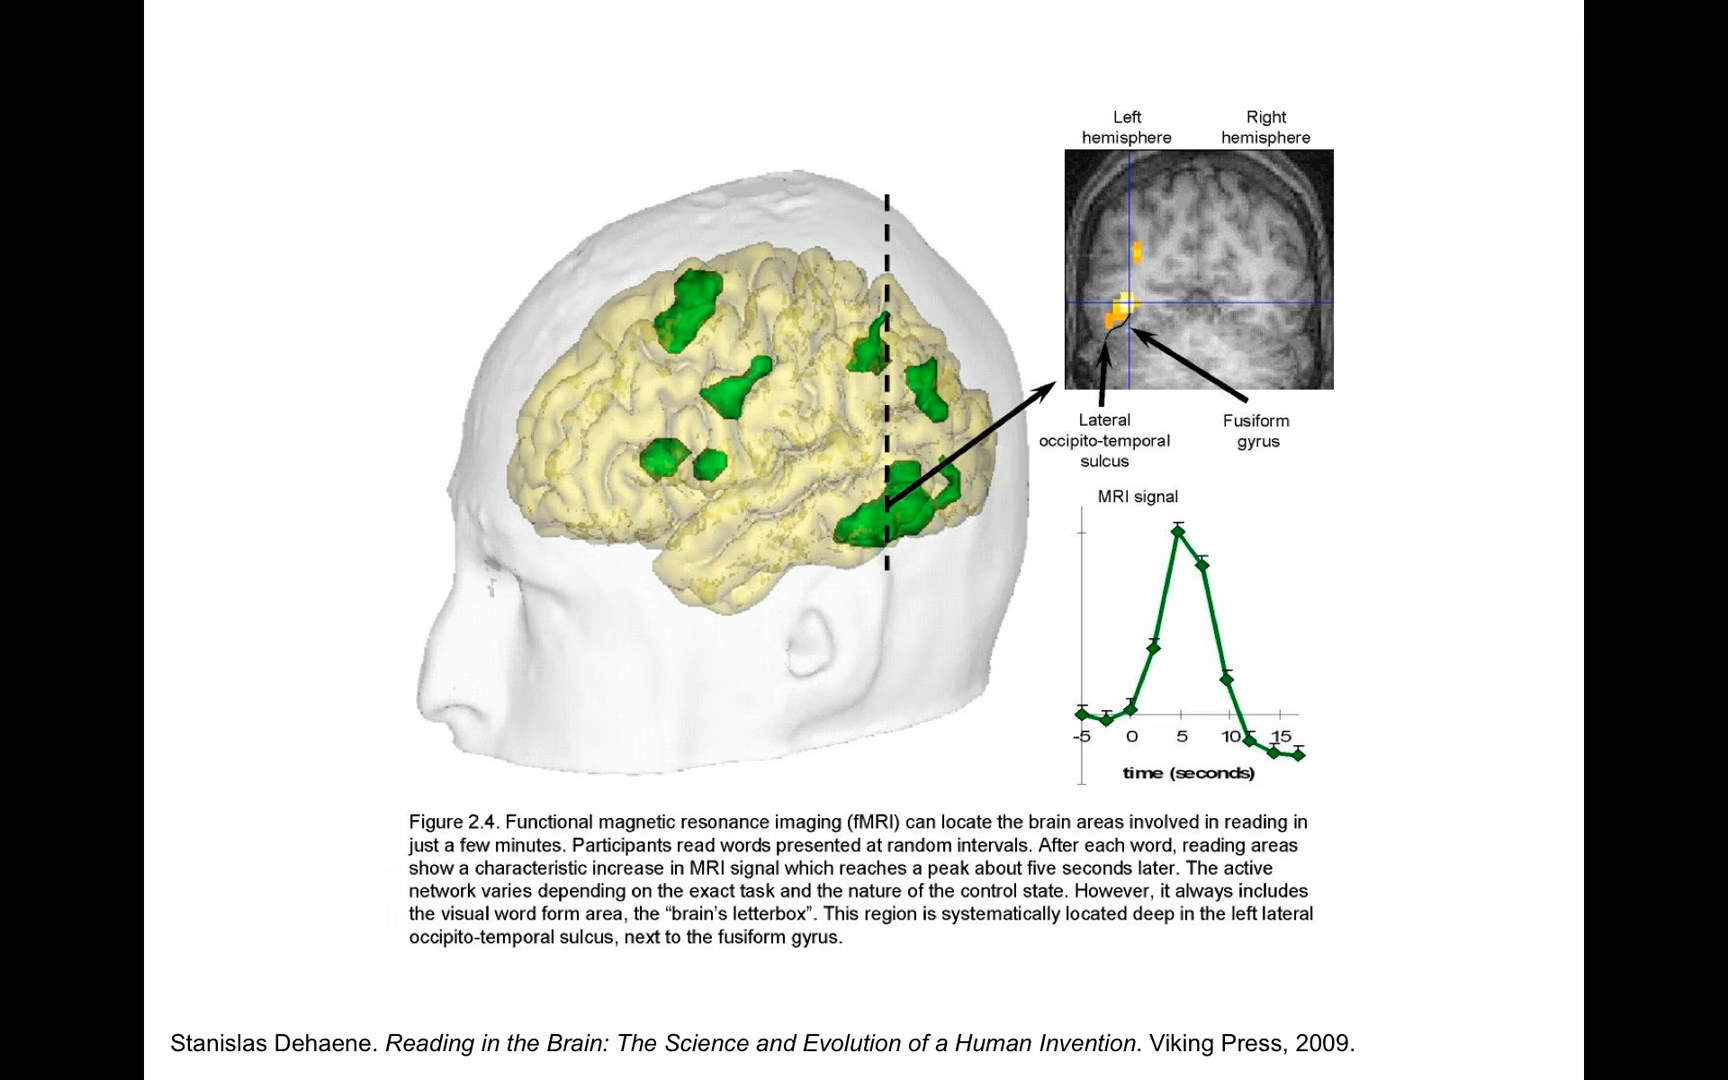 Left
hemisphere
Right
hemisphere
Lateral
occipito-temporal
sulcus
Fusiform
gyrus
MRI signal
-5 0 5 10 15
time (seconds)
Figure 2.4. Functional magnetic resonance imaging (fMRI) can locate the brain areas involved in reading in
just a few minutes. Participants read words presented at random intervals. After each word, reading areas
show a characteristic increase in MRI signal which reaches a peak about five seconds later. The active
network varies depending on the exact task and the nature of the control state. However, it always includes
the visual word form area, the “brain’s letterbox”. This region is systematically located deep in the left lateral
occipito-temporal sulcus, next to the fusiform gyrus.
Stanislas Dehaene. Reading in the Brain: The Science and Evolution of a Human Invention. Viking Press, 2009.